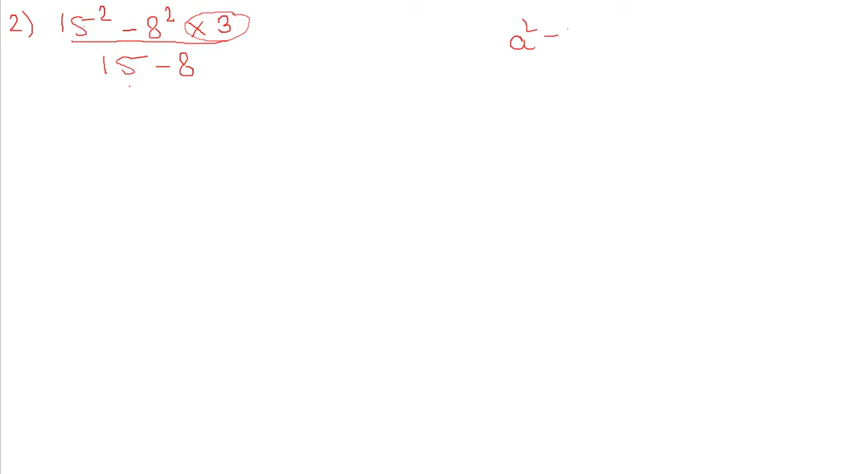 2) 15² - 8² × 3
15 - 8
a² -